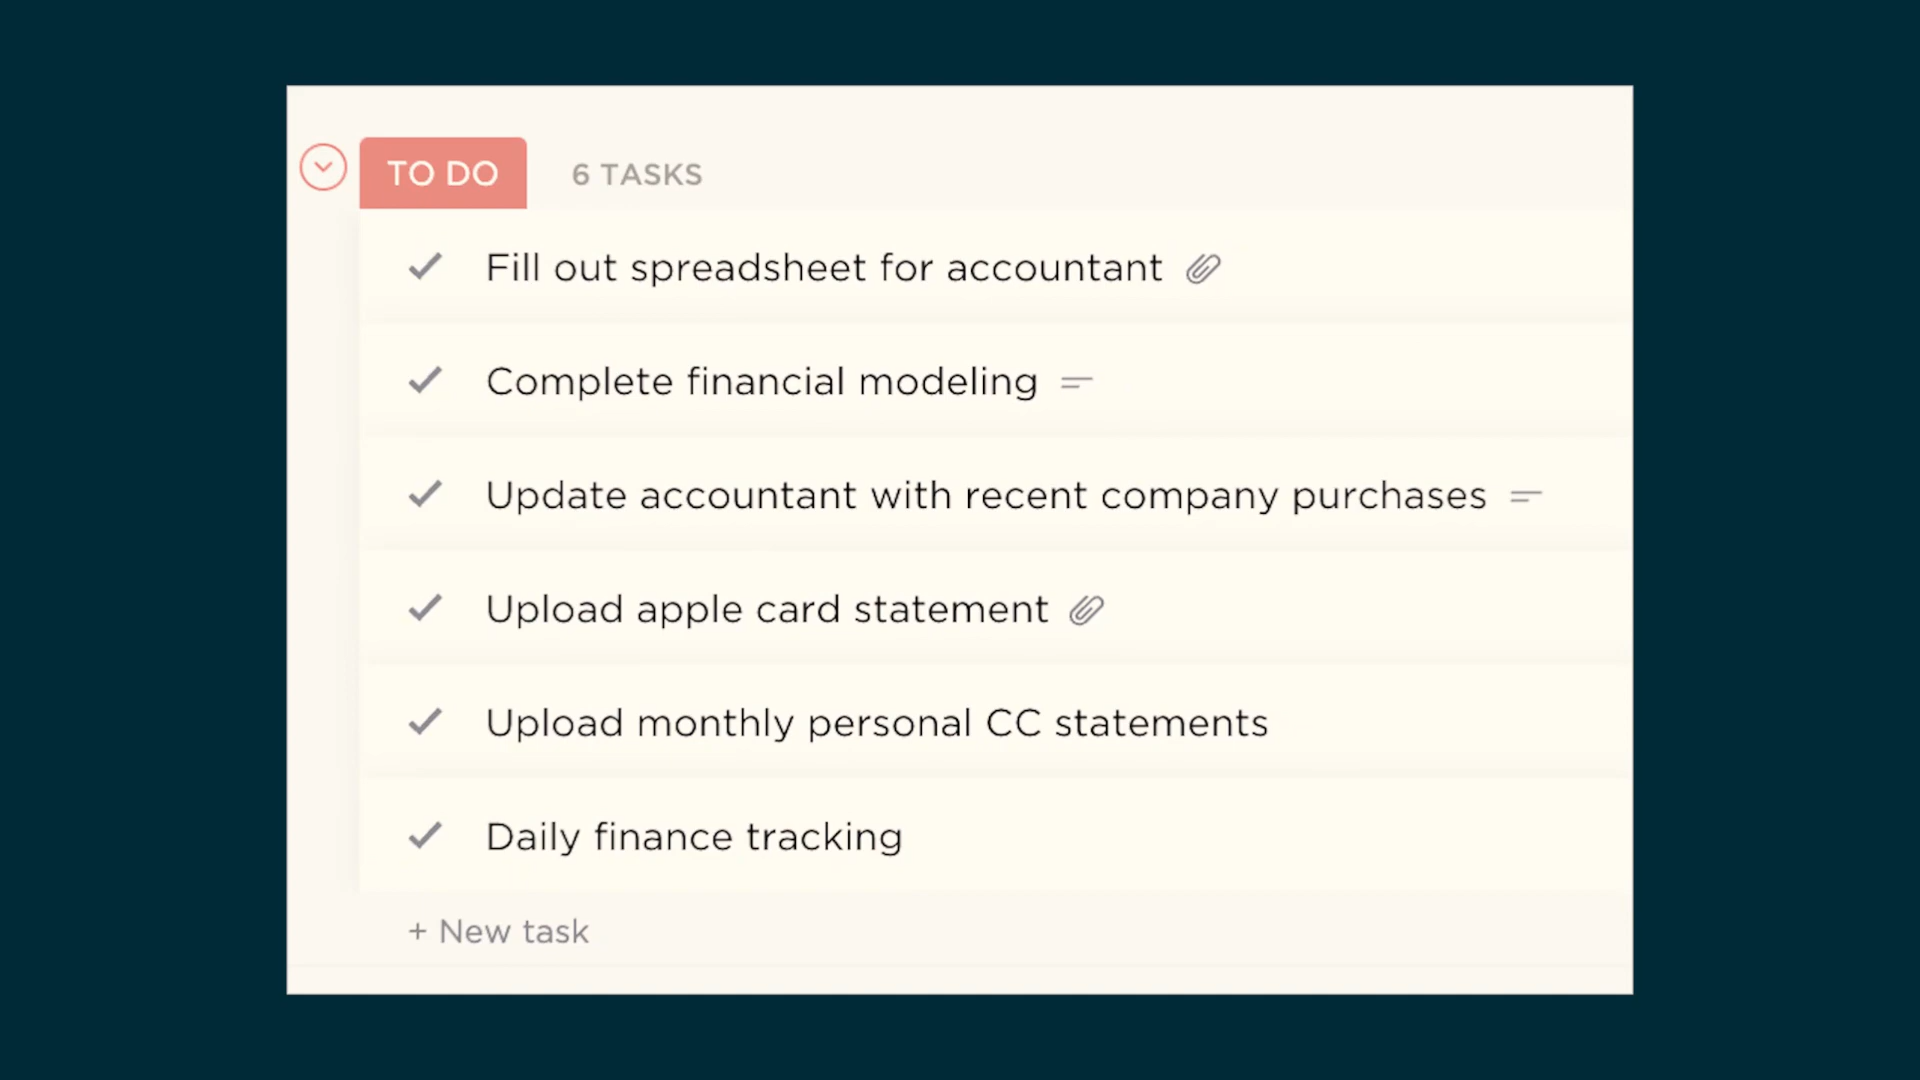 TO DO 6 TASKS
Fill out spreadsheet for accountant
Complete financial modeling
Update accountant with recent company purchases
Upload apple card statement
Upload monthly personal CC statements
Daily finance tracking
+ New task